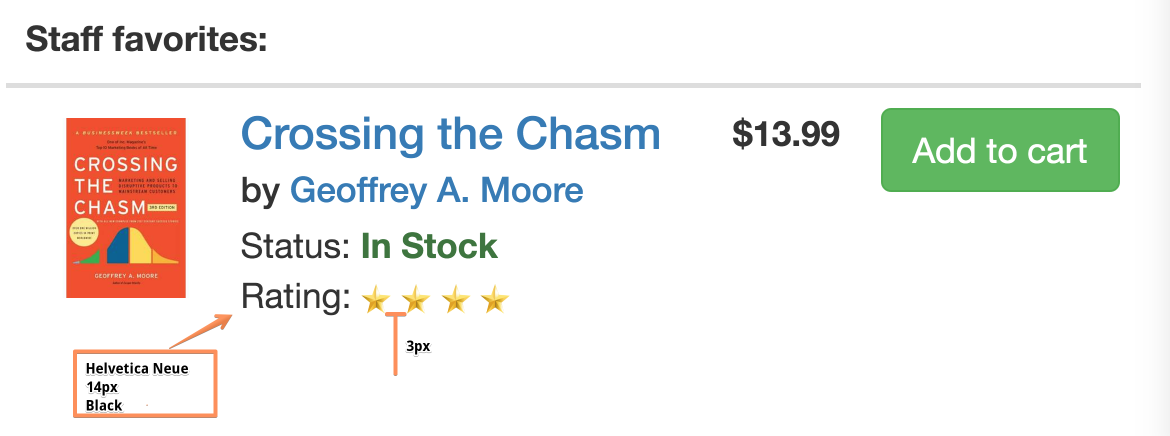 Staff favorites:
A BUSINESSWEEK BESTSELLER
CROSSING
THE
MARKETING AND SELLING
DISRUPTIVE PRODUCTS TO
MAINSTREAM CUSTOMERS
CHASM
3RD EDITION
GEOFFREY A. MOORE
Crossing the Chasm
by Geoffrey A. Moore
Status: In Stock
Rating:
$13.99
Add to cart
3px
Helvetica Neue
14px
Black